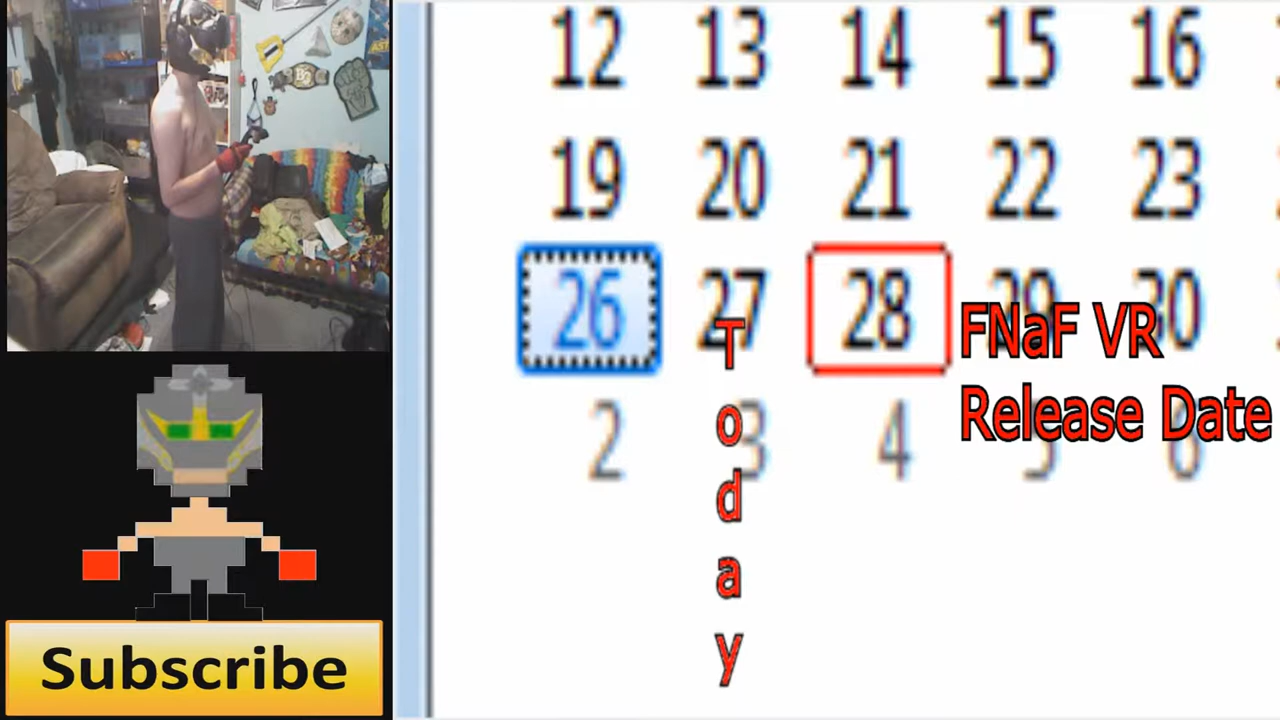 12 13 14 15 16
19 20 21 22 23
26 27 28 29 30
FNaF VR
Release Date
2 3 4 5 6
Today
Subscribe